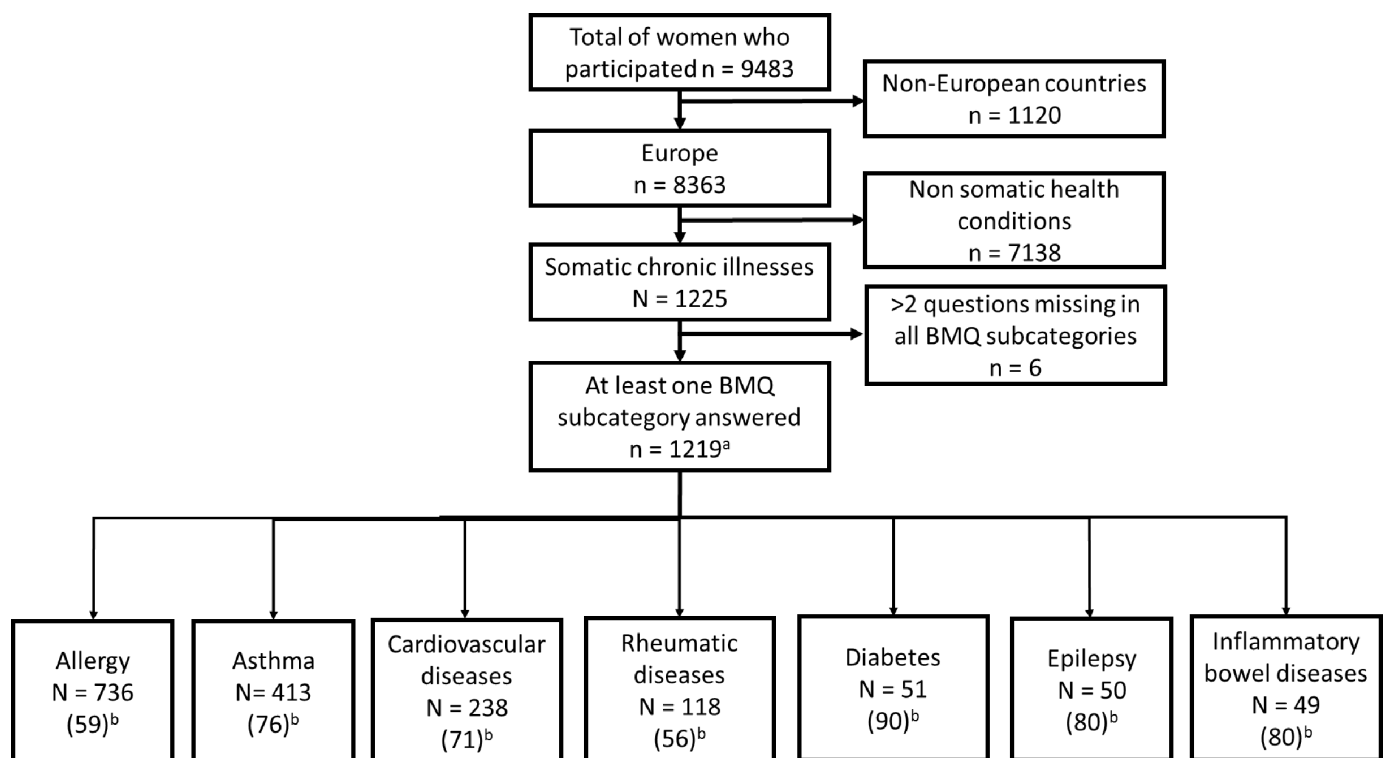 Total of women who
participated n = 9483
Non-European countries
n = 1120
Europe
n = 8363
Non somatic health
conditions
n = 7138
Somatic chronic illnesses
N = 1225
>2 questions missing in
all BMQ subcategories
n = 6
At least one BMQ
subcategory answered
n = 1219ᵃ
Allergy
N = 736
(59)ᵇ
Asthma
N= 413
(76)ᵇ
Cardiovascular
diseases
N = 238
(71)ᵇ
Rheumatic
diseases
N = 118
(56)ᵇ
Diabetes
N = 51
(90)ᵇ
Epilepsy
N = 50
(80)ᵇ
Inflammatory
bowel diseases
N = 49
(80)ᵇ